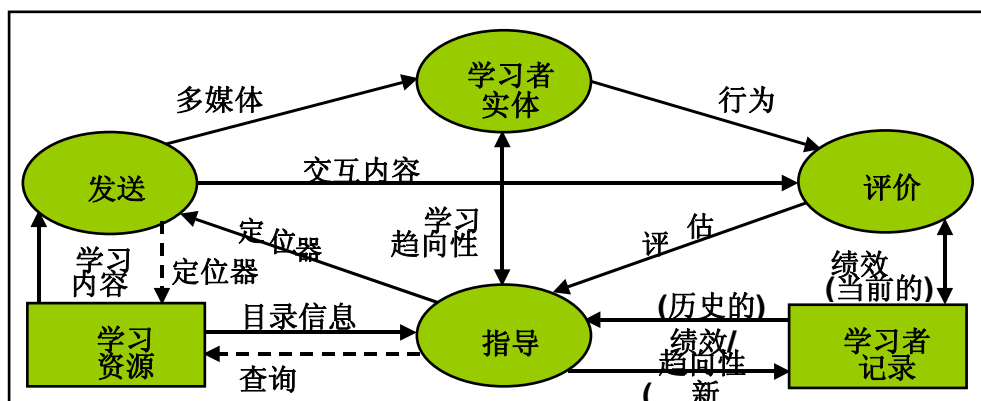 学习者
实体
多媒体
行为
发送
交互内容
评价
学习
趋向性
定位器
评估
学习
内容
定位器
绩效
(当前的)
目录信息
(历史的)
学习
资源
指导
绩效/
学习者
记录
趋向性
查询
( 新